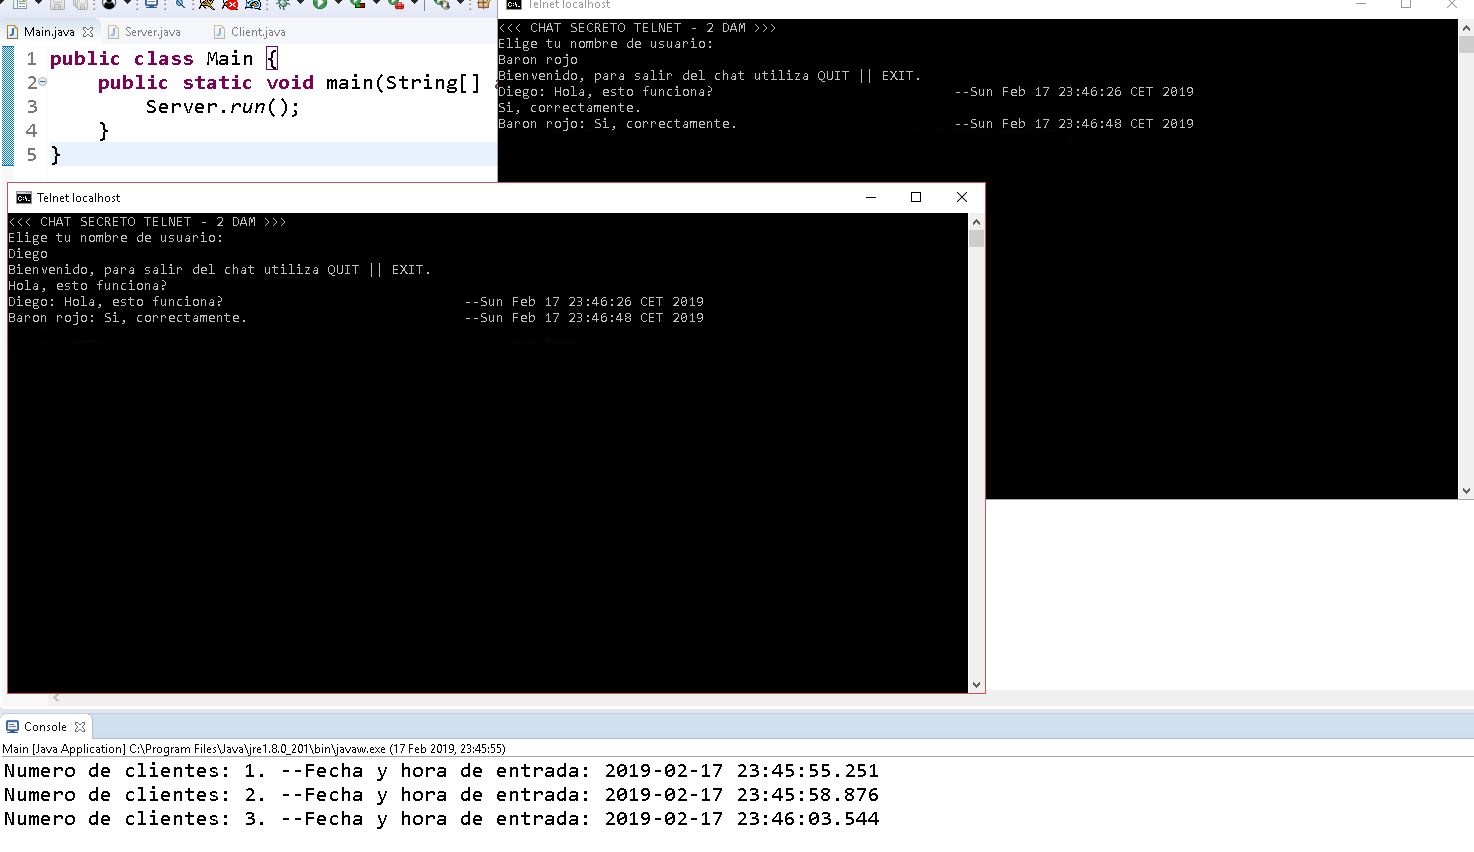 Main.java
Server.java
Client.java
1 public class Main {
2 public static void main(String[]
3 Server.run();
4 }
5 }
Telnet localhost
<<< CHAT SECRETO TELNET - 2 DAM >>>
Elige tu nombre de usuario:
Baron rojo
Bienvenido, para salir del chat utiliza QUIT || EXIT.
Diego: Hola, esto funciona? --Sun Feb 17 23:46:26 CET 2019
Si, correctamente.
Baron rojo: Si, correctamente. --Sun Feb 17 23:46:48 CET 2019
Telnet localhost
<<< CHAT SECRETO TELNET - 2 DAM >>>
Elige tu nombre de usuario:
Diego
Bienvenido, para salir del chat utiliza QUIT || EXIT.
Hola, esto funciona?
Diego: Hola, esto funciona? --Sun Feb 17 23:46:26 CET 2019
Baron rojo: Si, correctamente. --Sun Feb 17 23:46:48 CET 2019
Console
Main [Java Application] C:\Program Files\Java\jre1.8.0_201\bin\javaw.exe (17 Feb 2019, 23:45:55)
Numero de clientes: 1. --Fecha y hora de entrada: 2019-02-17 23:45:55.251
Numero de clientes: 2. --Fecha y hora de entrada: 2019-02-17 23:45:58.876
Numero de clientes: 3. --Fecha y hora de entrada: 2019-02-17 23:46:03.544